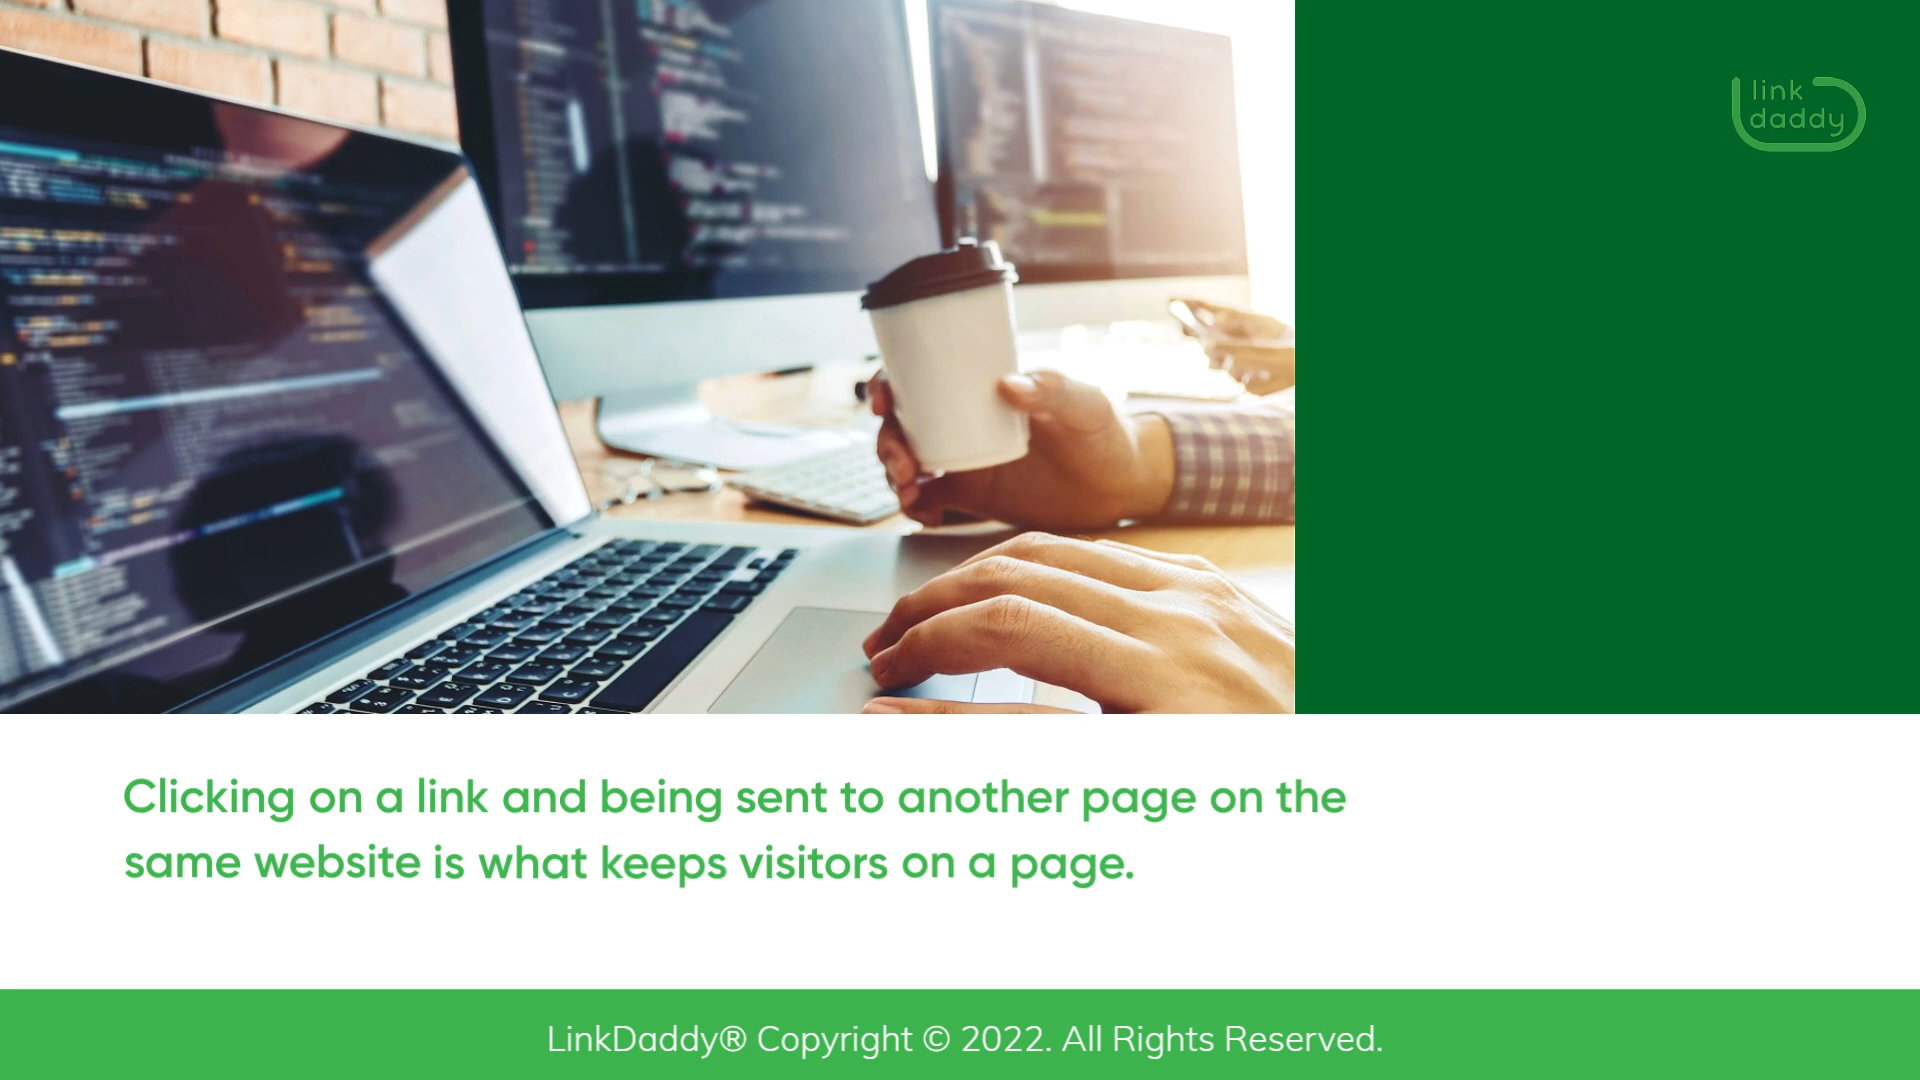 link
daddy
Clicking on a link and being sent to another page on the
same website is what keeps visitors on a page.
LinkDaddy® Copyright © 2022. All Rights Reserved.